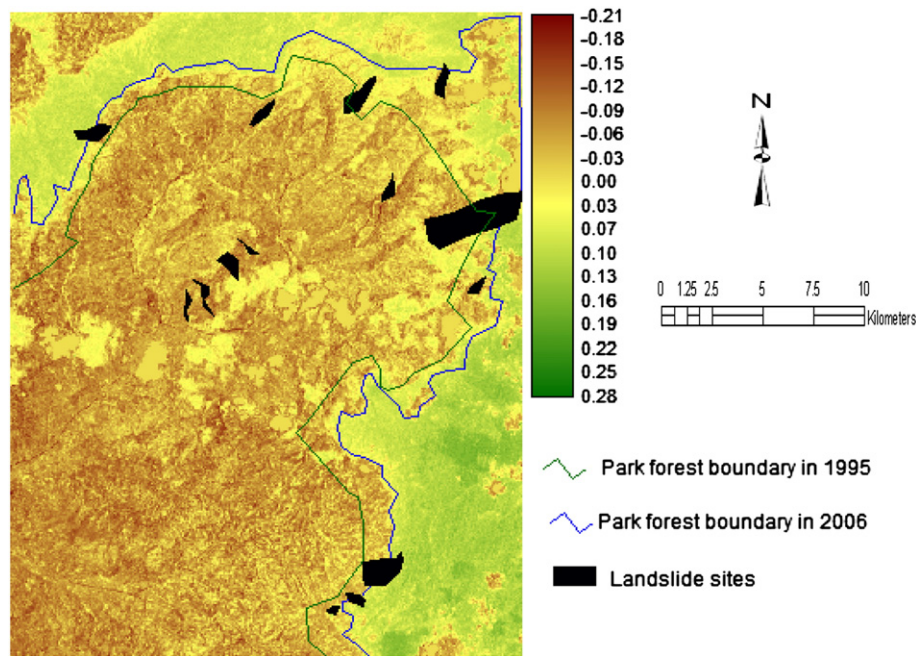 -0.21
-0.18
-0.15
-0.12
-0.09
-0.06
-0.03
0.00
0.03
0.07
0.10
0.13
0.16
0.19
0.22
0.25
0.28
N
0 1.25 2.5 5 7.5 10
Kilometers
Park forest boundary in 1995
Park forest boundary in 2006
Landslide sites